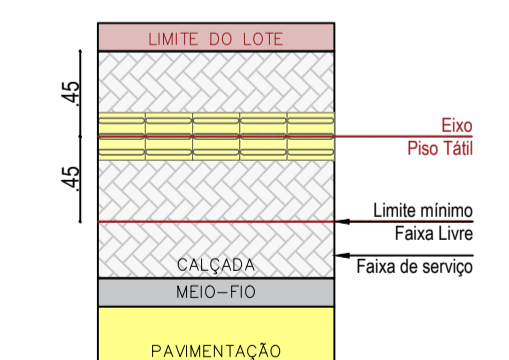 LIMITE DO LOTE
.45
Eixo
Piso Tátil
.45
Limite mínimo
Faixa Livre
CALÇADA
Faixa de serviço
MEIO-FIO
PAVIMENTAÇÃO